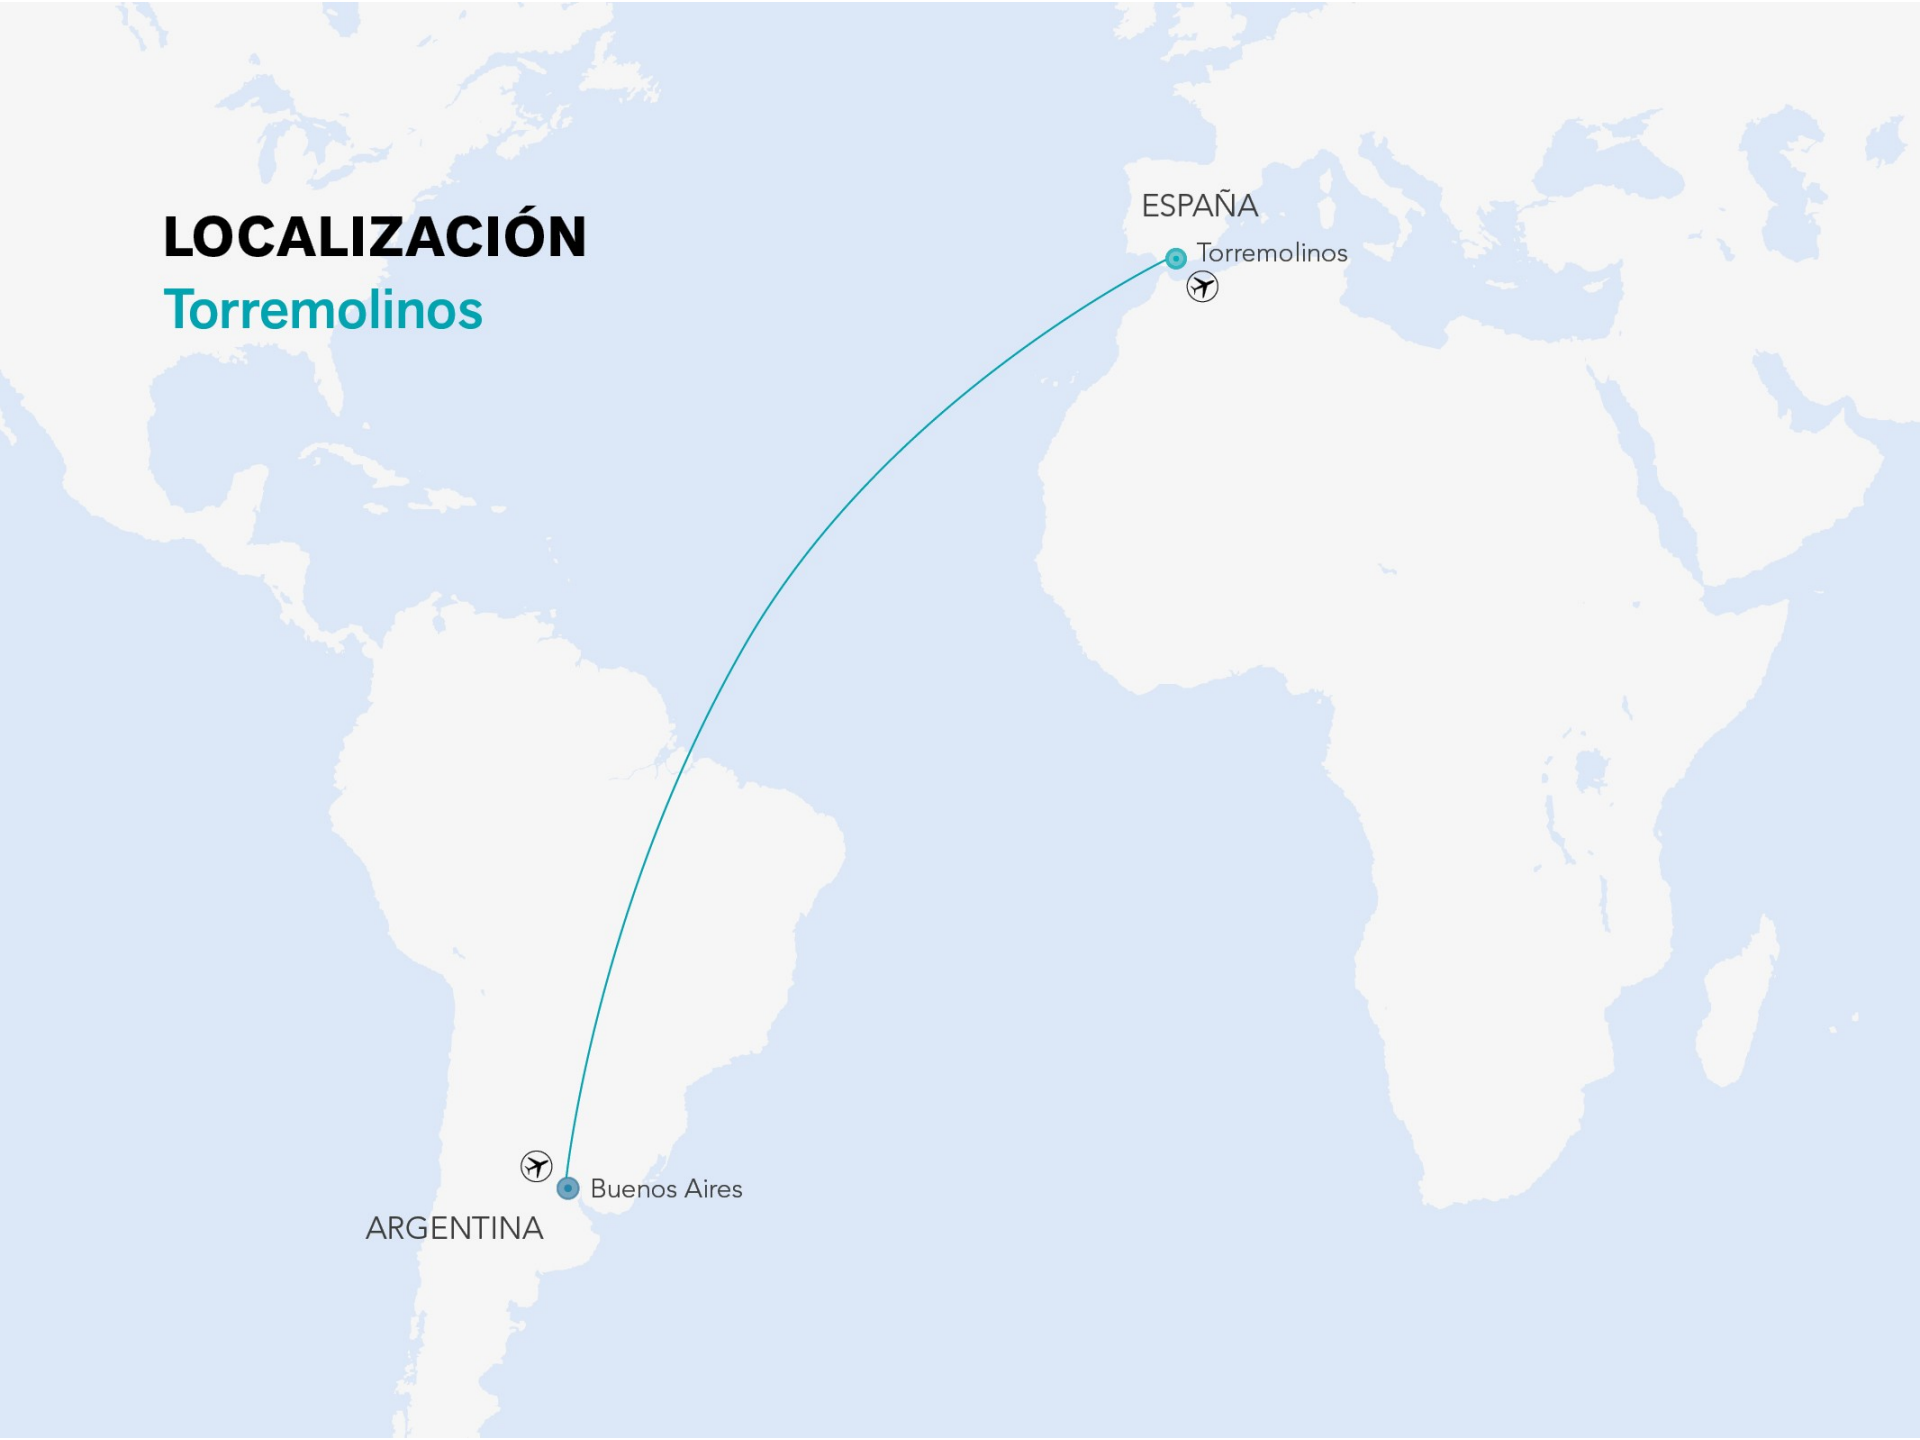 LOCALIZACIÓN
Torremolinos
ESPAÑA
Torremolinos
Buenos Aires
ARGENTINA